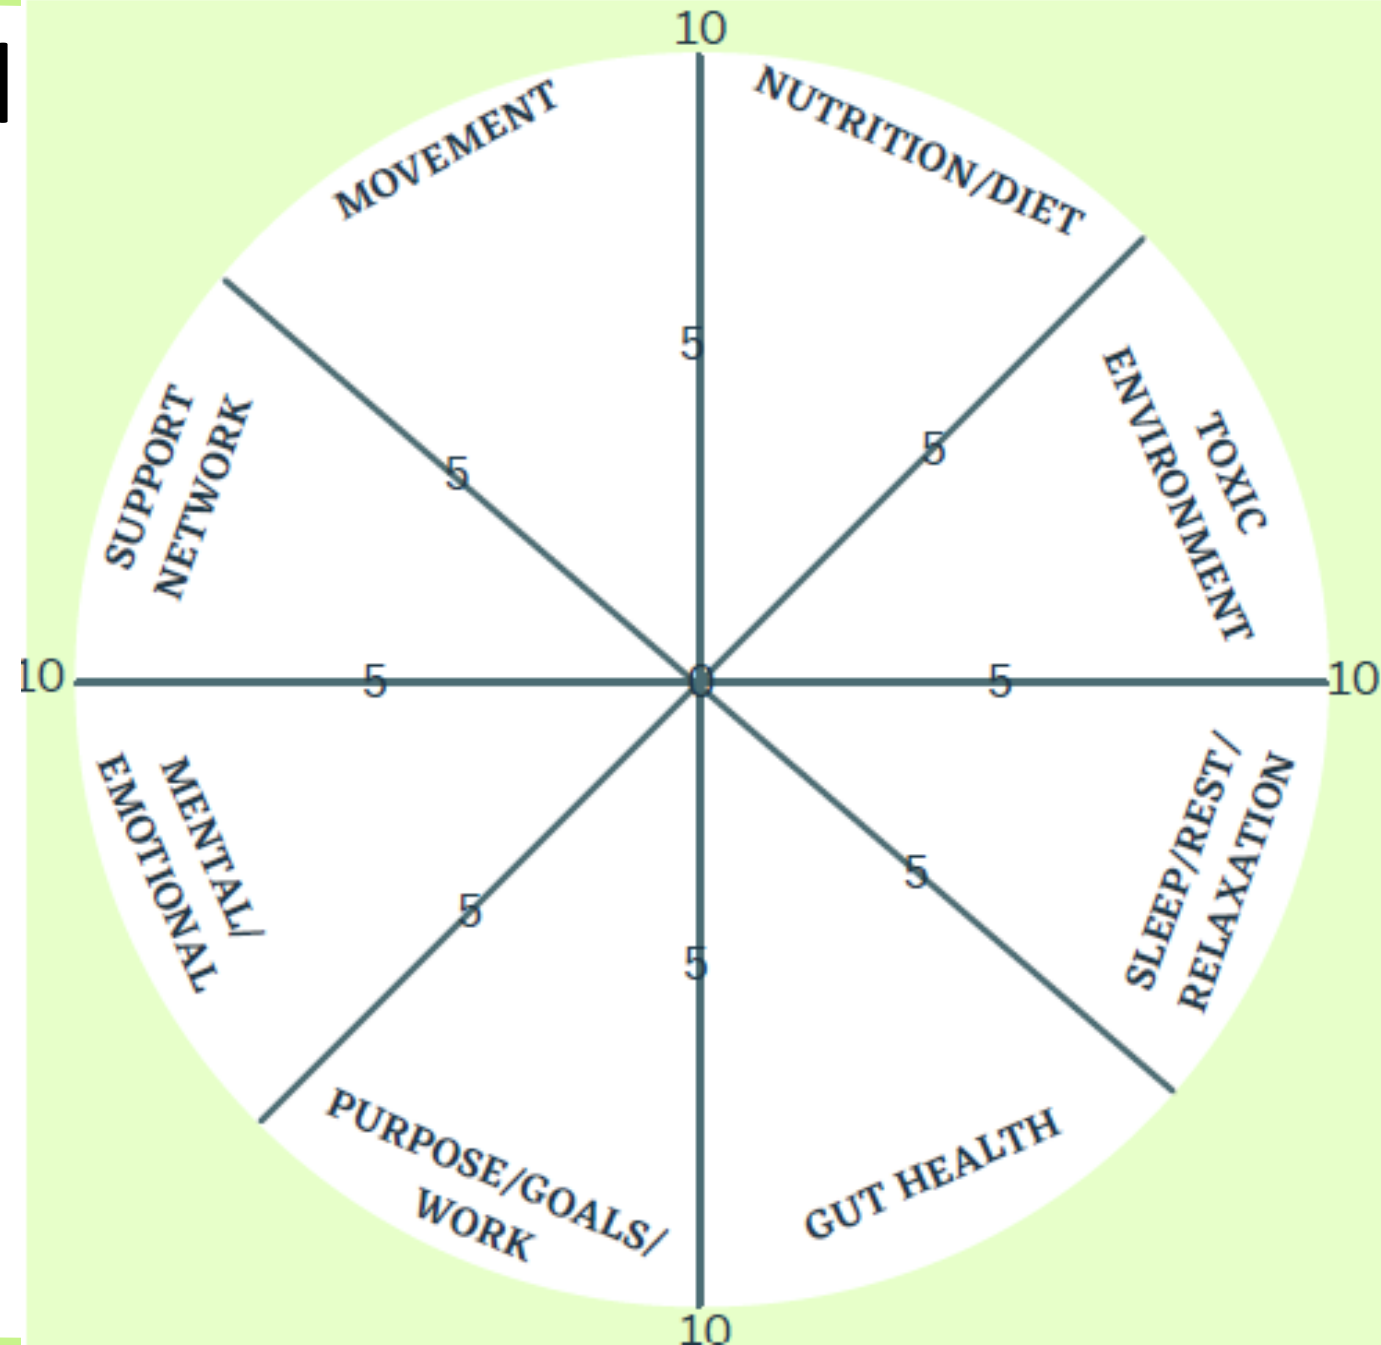 10
NUTRITION/DIET
MOVEMENT
5
5
5
TOXIC
ENVIRONMENT
SUPPORT
NETWORK
10
5
0
5
10
SLEEP/REST/
RELAXATION
MENTAL/
EMOTIONAL
5
5
5
PURPOSE/GOALS/
WORK
GUT HEALTH
10